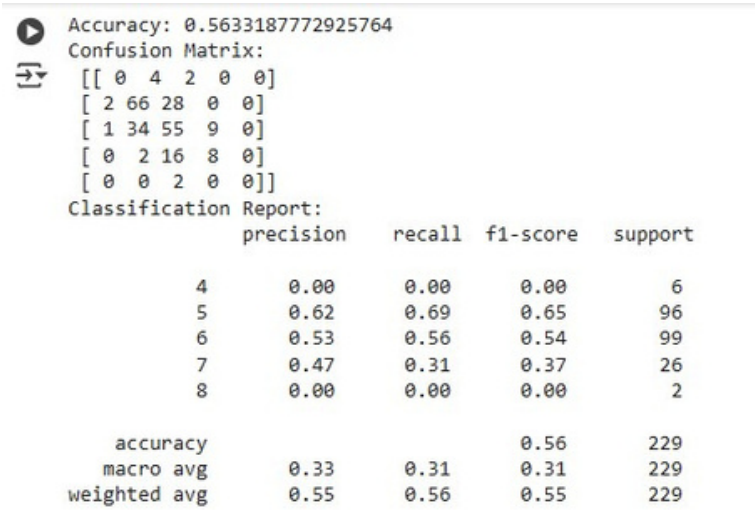 Accuracy: 0.5633187772925764
Confusion Matrix:
[[ 0 4 2 0 0]
[ 2 66 28 0 0]
[ 1 34 55 9 0]
[ 0 2 16 8 0]
[ 0 0 2 0 0]]
Classification Report:
precision recall f1-score support
4 0.00 0.00 0.00 6
5 0.62 0.69 0.65 96
6 0.53 0.56 0.54 99
7 0.47 0.31 0.37 26
8 0.00 0.00 0.00 2
accuracy 0.56 229
macro avg 0.33 0.31 0.31 229
weighted avg 0.55 0.56 0.55 229